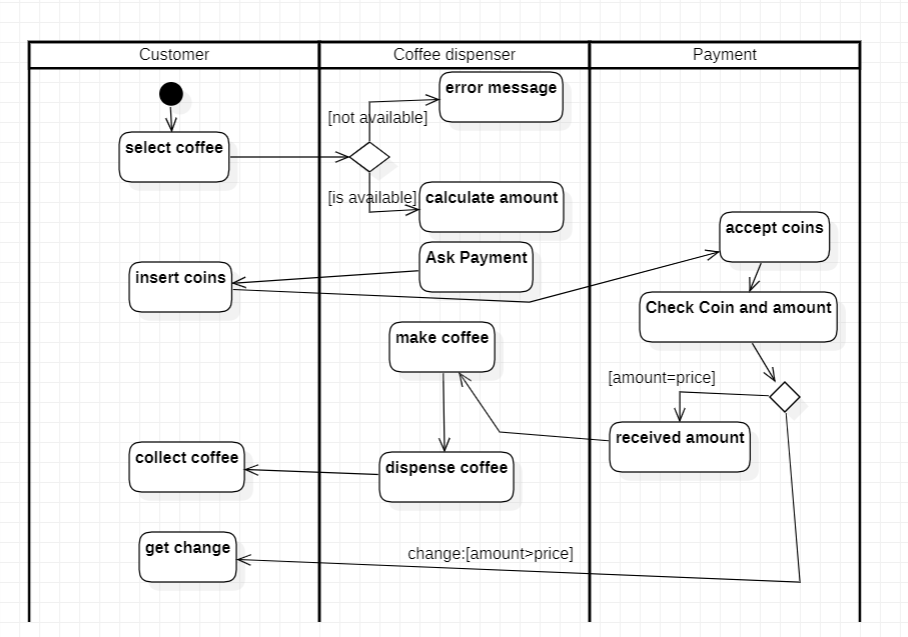 Customer
Coffee dispenser
Payment
error message
[not available]
select coffee
[is available]
calculate amount
accept coins
Ask Payment
insert coins
Check Coin and amount
make coffee
[amount=price]
received amount
collect coffee
dispense coffee
get change
change:[amount>price]